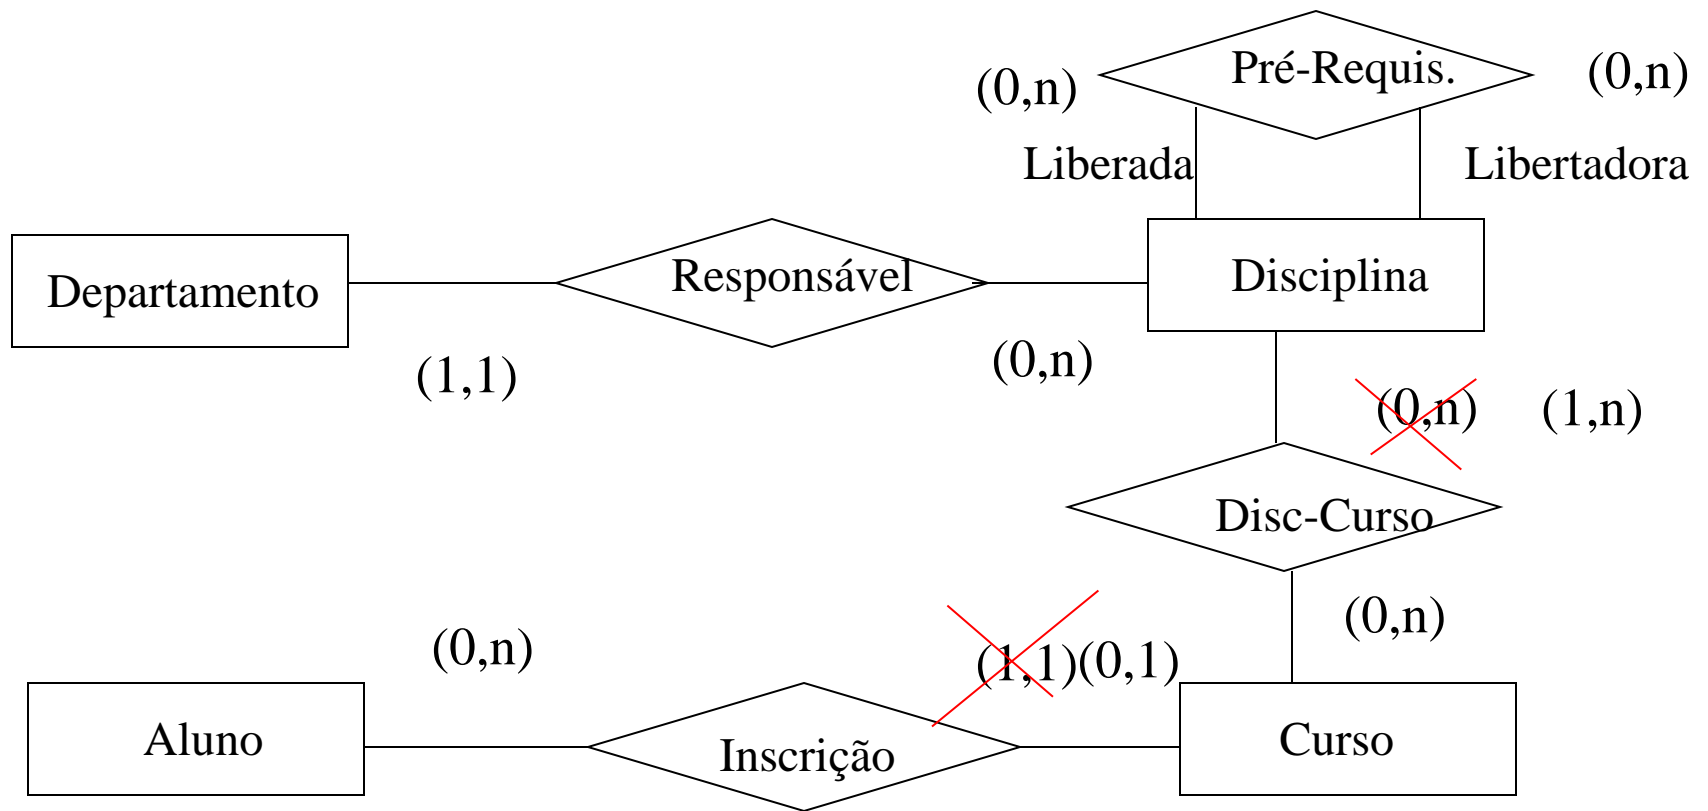 Pré-Requis.
(0,n)
(0,n)
Liberada
Libertadora
Departamento
Responsável
Disciplina
(1,1)
(0,n)
(0,n)
(1,n)
Disc-Curso
(0,n)
(0,n)
(1,1)(0,1)
Aluno
Inscrição
Curso